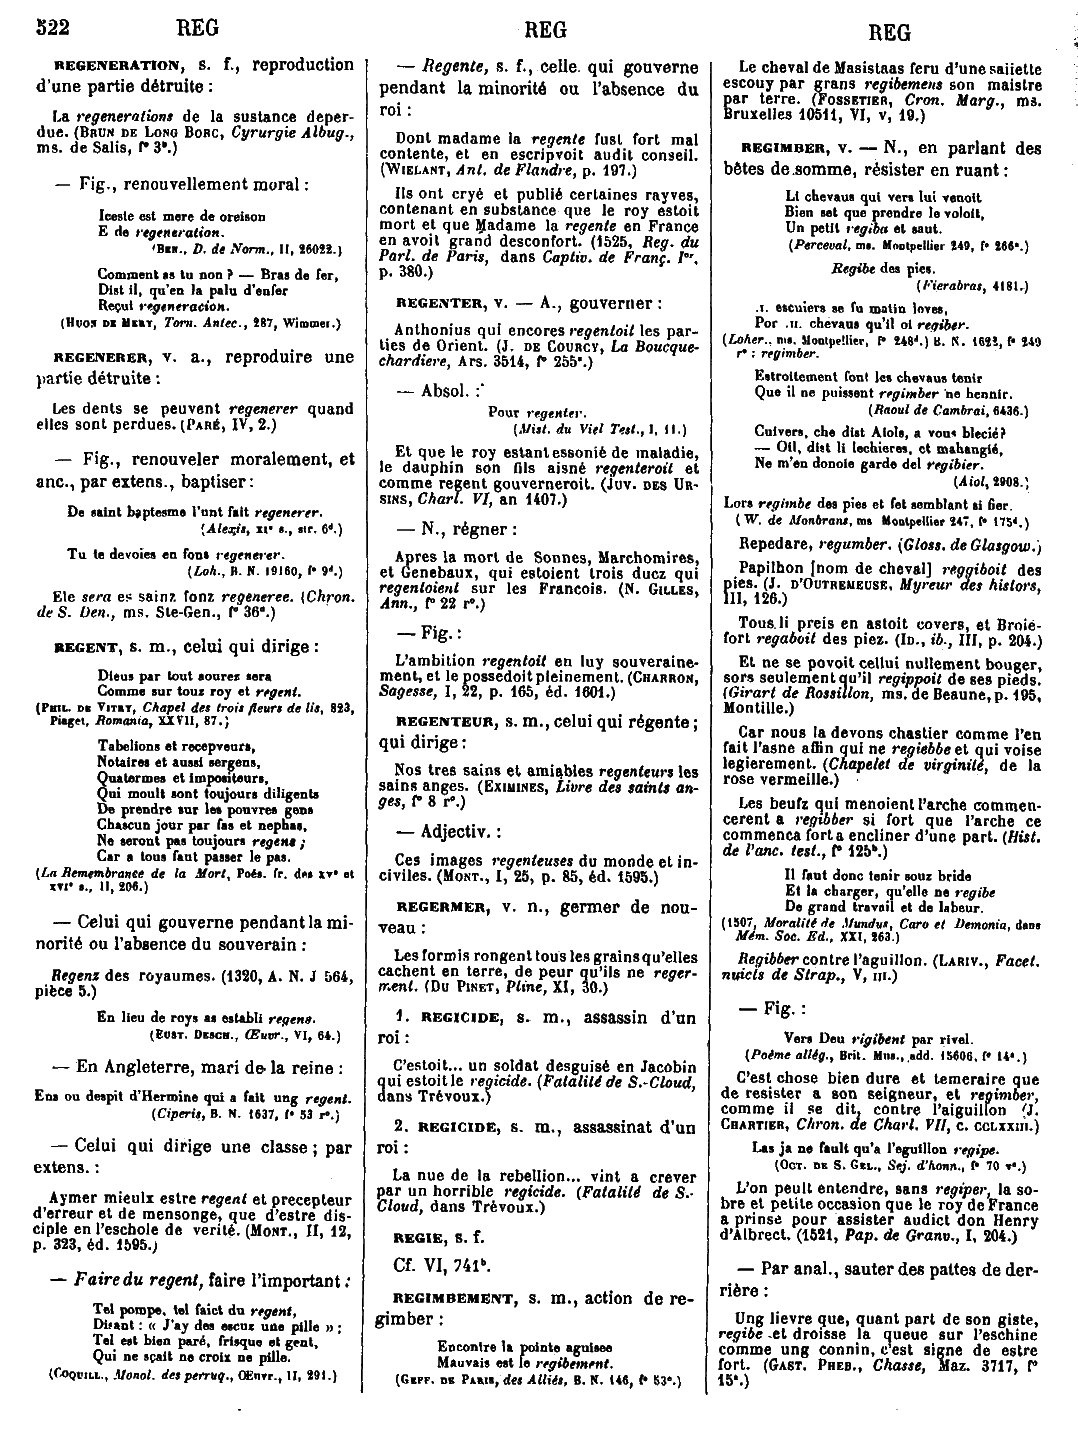 522 REG REG REG
REGENERATION, s. f., reproduction
d'une partie détruite :
La regenerations de la sustance deper-
due. (BRUN DE LONG BORC, Cyrurgie Albug.,
ms. de Salis, f° 3ᵇ.)
— Fig., renouvellement moral :
Iceste est mere de oreison
E de regeneration.
(BEN., D. de Norm., II, 26022.)
Comment as tu non ? — Bras de fer,
Dist il, qu'en la palu d'enfer
Reçut regeneracion.
(HUON DE MERY, Torn. Antec., 287, Wimmer.)
REGENERER, v. a., reproduire une
partie détruite :
Les dents se peuvent regenerer quand
elles sont perdues. (PARÉ, IV, 2.)
— Fig., renouveler moralement, et
anc., par extens., baptiser :
De saint baptesme l'unt fait regenerer.
(Alexis, XIᵉ s., str. 6ᵈ.)
Tu te devoies en fons regenerer.
(Loh., B. N. 19160, f° 9ᵈ.)
Ele sera es sainz fonz regeneree. (Chron.
de S. Den., ms. Ste-Gen., f° 36ᵃ.)
REGENT, s. m., celui qui dirige :
Dieus par tout sourez sera
Comme sur touz roy et regent.
(PHIL. DE VITRY, Chapel des trois fleurs de lis, 823,
Piaget, Romania, XXVII, 87.)
Tabelions et recepveurs,
Notaires et aussi sergens,
Quatermes et impositeurs,
Qui moult sont toujours diligents
De prendre sur les pouvres gens
Chascun jour par fas et nephas,
Ne seront pas toujours regens ;
Car a tous faut passer le pas.
(La Remembrance de la Mort, Poés. fr. des XVᵉ et
XVIᵉ s., II, 206.)
— Celui qui gouverne pendant la mi-
norité ou l'absence du souverain :
Regenz des royaumes. (1320, A. N. J 564,
pièce 5.)
En lieu de roys as establi regens.
(EUST. DESCH., Œuvr., VI, 64.)
— En Angleterre, mari de la reine :
Ens ou despit d'Hermine qui a fait ung regent.
(Ciperis, B. N. 1637, f° 53 r°.)
— Celui qui dirige une classe ; par
extens. :
Aymer mieulx estre regent et precepteur
d'erreur et de mensonge, que d'estre dis-
ciple en l'eschole de verité. (MONT., II, 12,
p. 323, éd. 1595.)
— Faire du regent, faire l'important :
Tel pompe, tel faict du regent,
Disant : « J'ay des escuz une pille » ;
Tel est bien paré, frisque et gent,
Qui ne sçait ne croix ne pille.
(COQUILL., Monol. des perruq., Œuvr., II, 291.)
— Regente, s. f., celle qui gouverne
pendant la minorité ou l'absence du
roi :
Dont madame la regente fust fort mal
contente, et en escripvoit audit conseil.
(WIELANT, Ant. de Flandre, p. 197.)
Ils ont cryé et publié certaines rayves,
contenant en substance que le roy estoit
mort et que Madame la regente en France
en avoit grand desconfort. (1525, Reg. du
Parl. de Paris, dans Captiv. de Franç. Iᵉʳ,
p. 380.)
REGENTER, v. — A., gouverner :
Anthonius qui encores regentoit les par-
ties de Orient. (J. DE COURCY, La Boucque-
chardiere, Ars. 3514, f° 255ᵃ.)
— Absol. :
Pour regenter.
(Mist. du Viel Test., I, 11.)
Et que le roy estant essonié de maladie,
le dauphin son fils aisné regenteroit et
comme regent gouverneroit. (JUV. DES UR-
SINS, Charl. VI, an 1407.)
— N., régner :
Apres la mort de Sonnes, Marchomires,
et Genebaux, qui estoient trois ducz qui
regentoient sur les Francois. (N. GILLES,
Ann., f° 22 r°.)
— Fig. :
L'ambition regentoit en luy souveraine-
ment, et le possedoit pleinement. (CHARRON,
Sagesse, I, 22, p. 165, éd. 1601.)
REGENTEUR, s. m., celui qui régente ;
qui dirige :
Nos tres sains et amiables regenteurs les
sains anges. (EXIMINES, Livre des saints an-
ges, f° 8 r°.)
— Adjectiv. :
Ces images regenteuses du monde et in-
civiles. (MONT., I, 25, p. 85, éd. 1595.)
REGERMER, v. n., germer de nou-
veau :
Les formis rongent tous les grains qu'elles
cachent en terre, de peur qu'ils ne reger-
ment. (DU PINET, Pline, XI, 30.)
1. REGICIDE, s. m., assassin d'un
roi :
C'estoit... un soldat desguisé en Jacobin
qui estoit le regicide. (Fatalité de S.-Cloud,
dans Trévoux.)
2. REGICIDE, s. m., assassinat d'un
roi :
La nue de la rebellion... vint a crever
par un horrible regicide. (Fatalité de S.-
Cloud, dans Trévoux.)
REGIE, s. f.
Cf. VI, 741ᵇ.
REGIMBEMENT, s. m., action de re-
gimber :
Encontre la pointe aguisee
Mauvais est le regibement.
(GEFF. DE PARIS, des Alliés, B. N. 146, f° 53ᵃ.)
Le cheval de Masistaas feru d'une saiiette
escouy par grans regibemens son maistre
par terre. (FOSSETIER, Cron. Marg., ms.
Bruxelles 10511, VI, v, 19.)
REGIMBER, v. — N., en parlant des
bêtes de somme, résister en ruant :
Li chevaus qui vers lui venoit
Bien set que prendre le voloit,
Un petit regiba et saut.
(Perceval, ms. Montpellier 249, f° 266ᵃ.)
Regibe des pies.
(Fierabras, 4181.)
.I. escuiers se fu matin loves,
Por .II. chevaus qu'il ot regiber.
(Loher., ms. Montpellier, f° 248ᵈ.) B. N. 1622, f° 249
r° : regimber.
Estroitement font les chevaus tenir
Que il ne puissent regimber ne hennir.
(Raoul de Cambrai, 6436.)
Cuivers, che dist Aiols, a vous blecié?
— Oil, dist li lechieres, et mahangié,
Ne m'en donoie garde del regibier.
(Aiol, 2908.)
Lors regimbe des pies et fet semblant si fier.
(W. de Monbrans, ms Montpellier 247, f° 175ᵈ.)
Repedare, regumber. (Gloss. de Glasgow.)
Papilhon [nom de cheval] reggiboit des
pies. (J. D'OUTREMEUSE, Myreur des histors,
III, 126.)
Tous li preis en astoit covers, et Broie-
fort regaboit des piez. (ID., ib., III, p. 204.)
Et ne se povoit cellui nullement bouger,
sors seulement qu'il regippoit de ses pieds.
(Girart de Rossillon, ms. de Beaune, p. 195,
Montille.)
Car nous la devons chastier comme l'en
fait l'asne affin qui ne regiebbe et qui voise
legierement. (Chapelet de virginité, de la
rose vermeille.)
Les beufz qui menoient l'arche commen-
cerent a regibber si fort que l'arche ce
commenca fort a encliner d'une part. (Hist.
de l'anc. test., f° 125ᵇ.)
Il faut donc tenir souz bride
Et la charger, qu'elle ne regibe
De grand travail et de labeur.
(1507, Moralité de Mundus, Caro et Demonia, dans
Mém. Soc. Ed., XXI, 263.)
Regibber contre l'aguillon. (LARIV., Facet.
nuicts de Strap., V, III.)
— Fig. :
Vers Deu rigibent par rivel.
(Poème allég., Brit. Mus., add. 15606, f° 14ᵃ.)
C'est chose bien dure et temeraire que
de resister a son seigneur, et regimber,
comme il se dit, contre l'aiguillon (J.
CHARTIER, Chron. de Charl. VII, c. CCLXXIII.)
Las ja ne fault qu'a l'eguillon regipe.
(OCT. DE S. GEL., Sej. d'honn., f° 70 v°.)
L'on peult entendre, sans regiper, la so-
bre et petite occasion que le roy de France
a prinse pour assister audict don Henry
d'Albrect. (1521, Pap. de Granv., I, 204.)
— Par anal., sauter des pattes de der-
rière :
Ung lievre que, quant part de son giste,
regibe et droisse la queue sur l'eschine
comme ung connin, c'est signe de estre
fort. (GAST. PHEB., Chasse, Maz. 3717, f°
15ᵃ.)